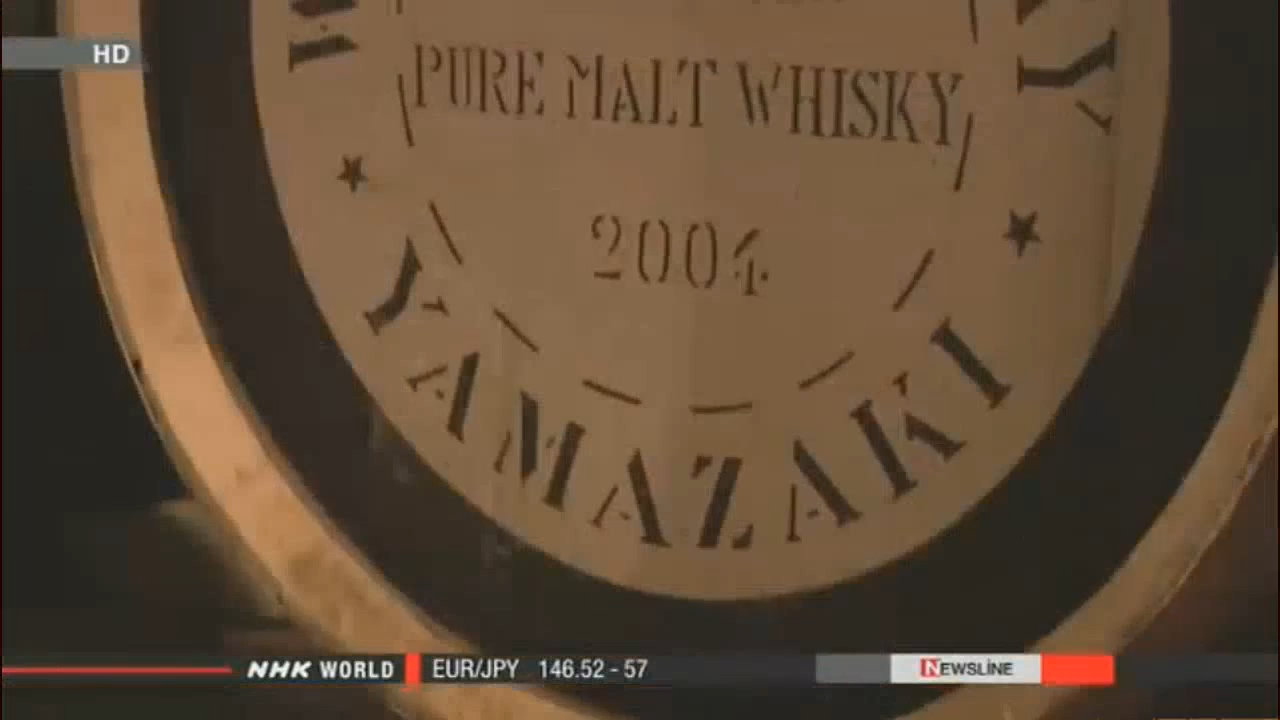 HD
PURE MALT WHISKY
2004
YAMAZAKI
NHK WORLD EUR/JPY 146.52 - 57 NEWSLINE